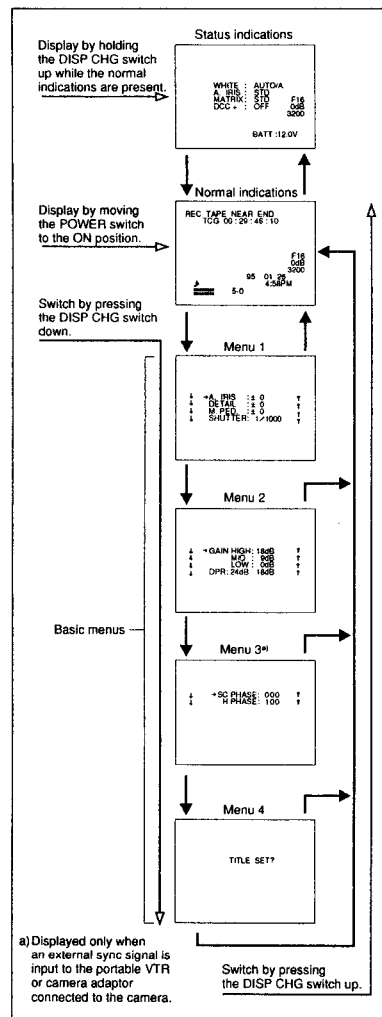 Status indications
Display by holding
the DISP CHG switch
up while the normal
indications are present.
WHITE : AUTO/A
A. IRIS : STD
MATRIX : STD F16
DCC + : OFF 0dB
3200
BATT :12.0V
Normal indications
Display by moving
the POWER switch
to the ON position.
REC TAPE NEAR END
TCG 00:29:46:10
F16
0dB
3200
95 01 26
4:58PM
5-0
Switch by pressing
the DISP CHG switch
down.
Menu 1
↓ →A. IRIS : ± 0 ↑
↓ DETAIL : ± 0 ↑
↓ M. PED. : ± 0 ↑
↓ SHUTTER: 1/1000 ↑
Menu 2
↓ →GAIN HIGH: 18dB ↑
↓ MID : 9dB ↑
↓ LOW : 0dB ↑
↓ DPR: 24dB 18dB ↑
Basic menus
Menu 3a)
↓ →SC PHASE: 000 ↑
↓ H PHASE: 100 ↑
Menu 4
TITLE SET?
a) Displayed only when
an external sync signal is
input to the portable VTR
or camera adaptor
connected to the camera.
Switch by pressing
the DISP CHG switch up.